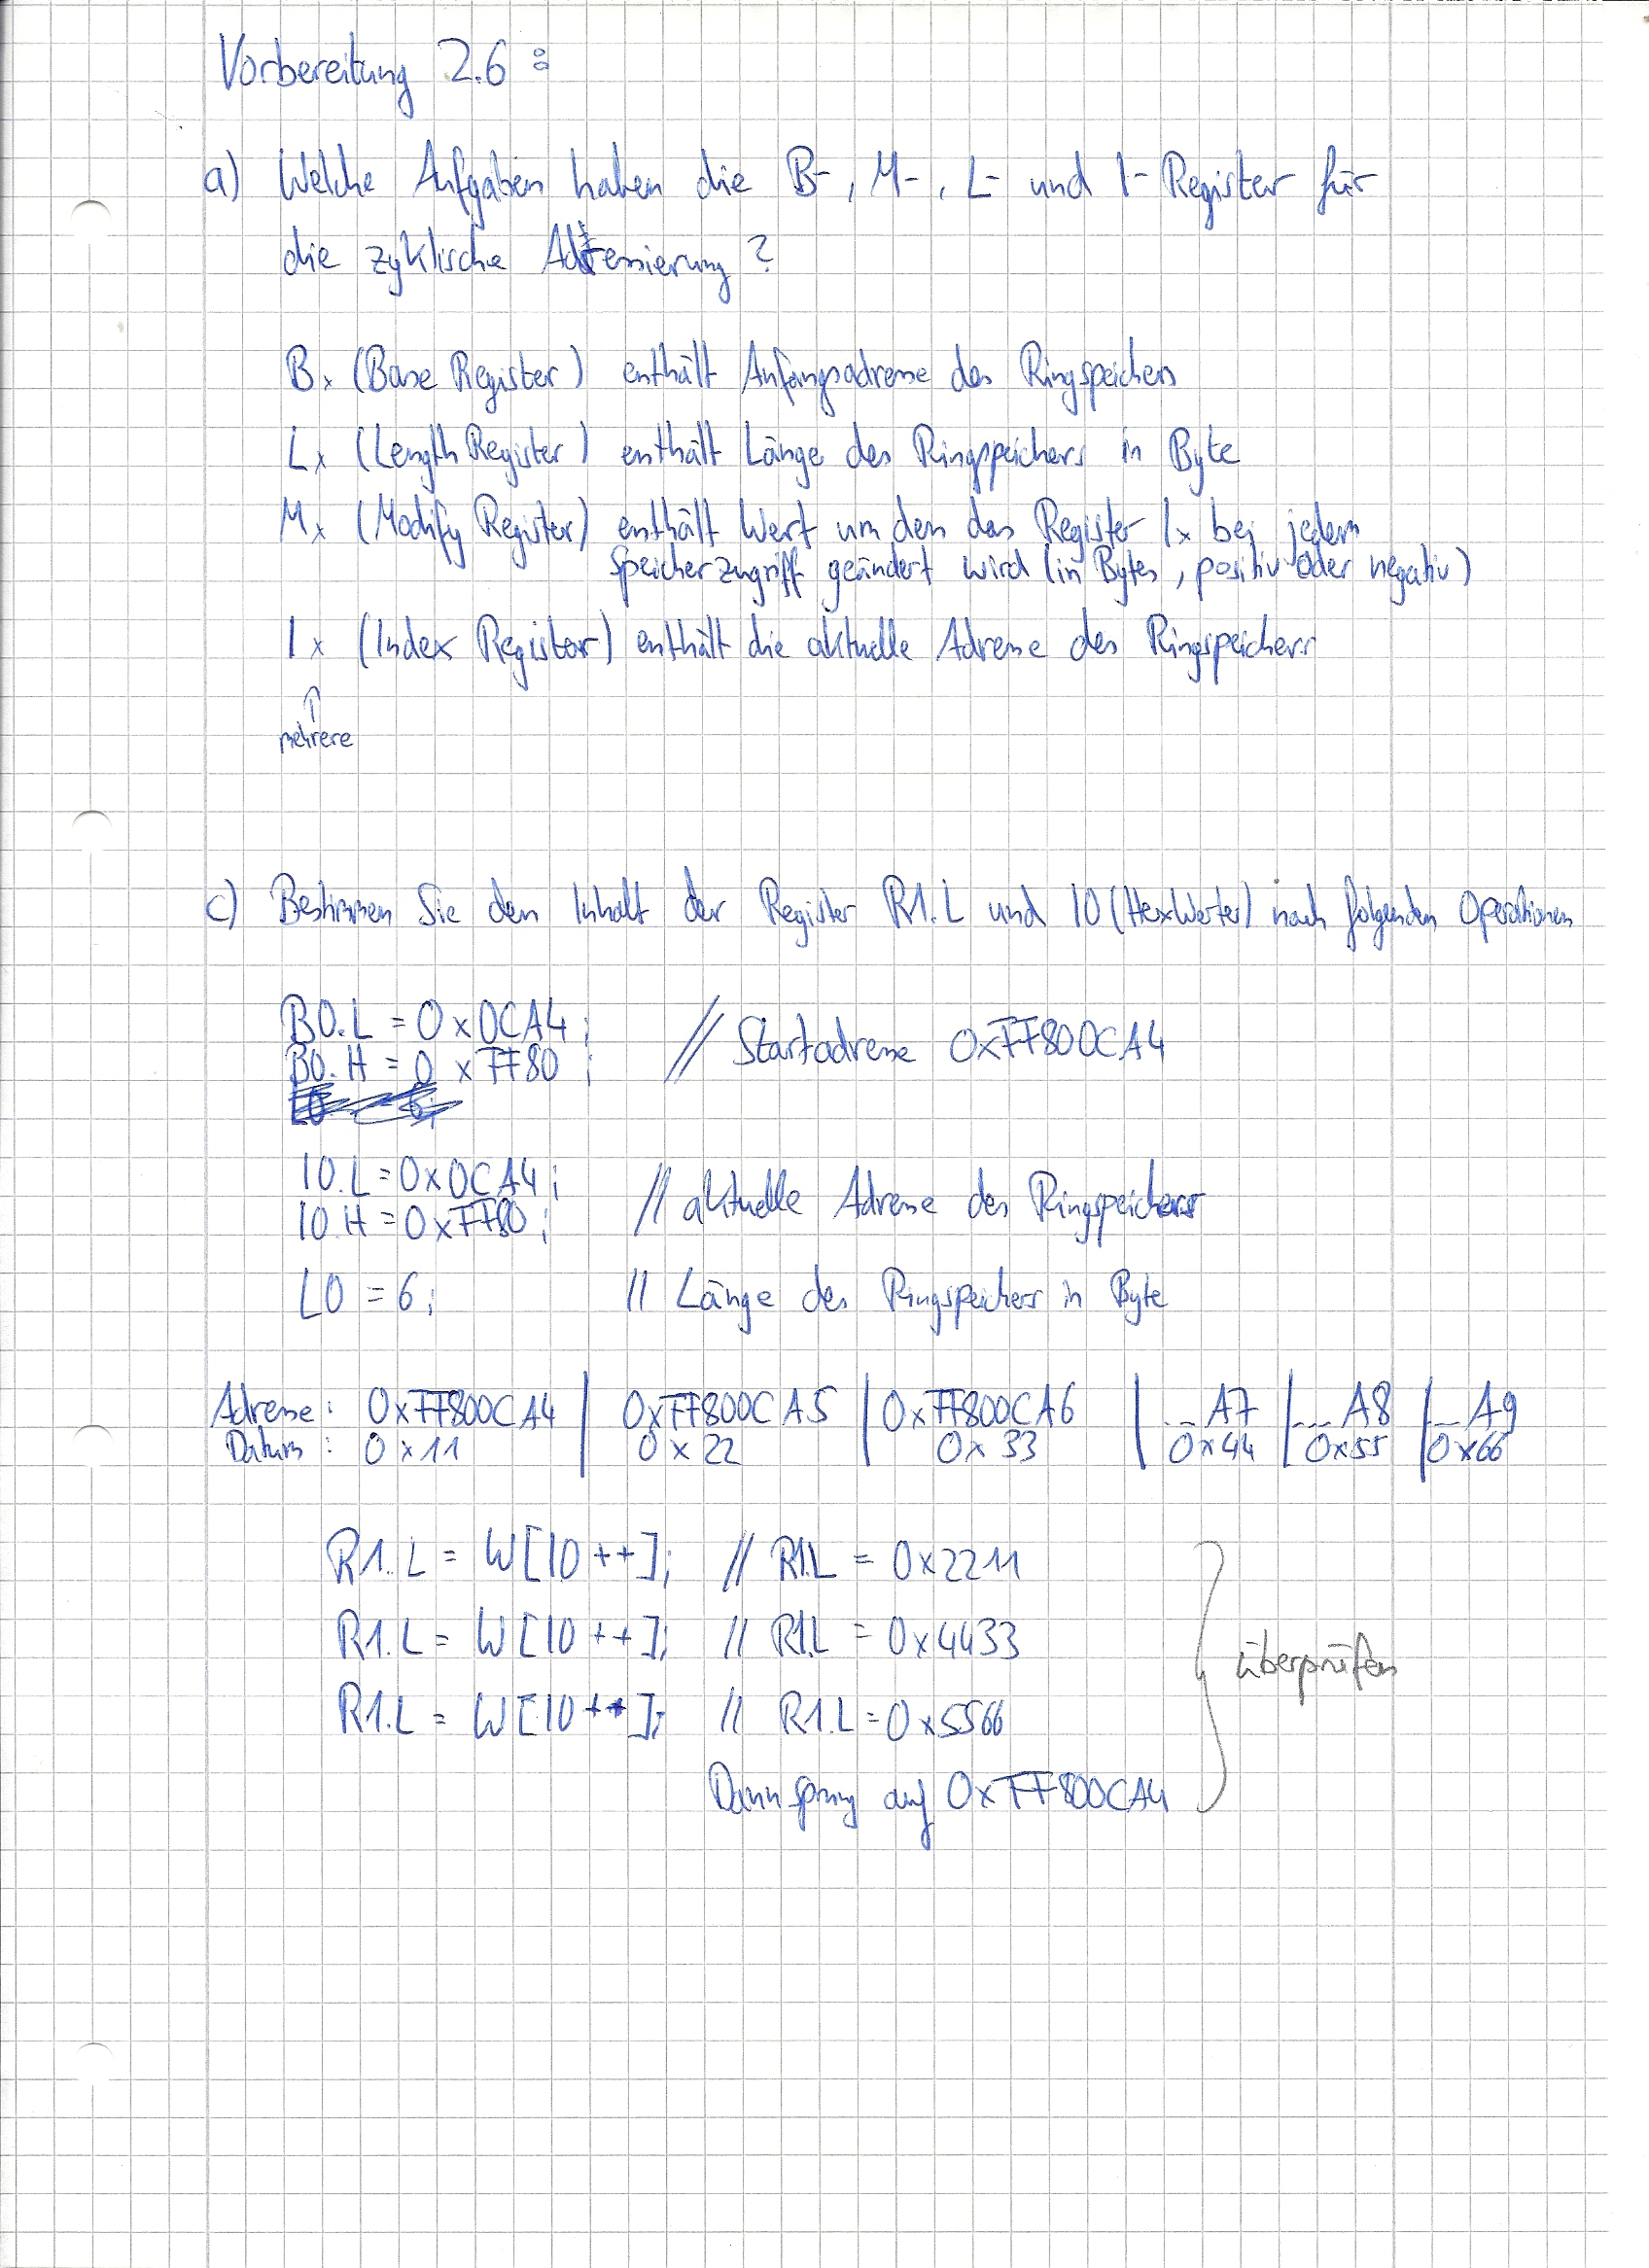 Vorbereitung 2.6 :
a) Welche Aufgaben haben die B-, M-, L- und I-Register für
die zyklische Adressierung ?
Bx (Base Register) enthält Anfangsadresse des Ringspeichers
Lx (Length Register) enthält Länge des Ringspeichers in Byte
Mx (Modify Register) enthält Wert um den das Register Ix bei jedem
Speicherzugriff geändert wird (in Bytes, positiv oder negativ)
Ix (Index Register) enthält die aktuelle Adresse des Ringspeichers
⇑
mehrere
c) Bestimmen Sie den Inhalt der Register R1.L und I0 (Hex Werte) nach folgenden Operationen
B0.L = 0x0CA4; // Startadresse 0xFF800CA4
B0.H = 0xFF80;
I0.L = 0x0CA4;
I0.H = 0xFF80; // aktuelle Adresse des Ringspeichers
L0 = 6; // Länge des Ringspeichers in Byte
Adresse: 0xFF800CA4 | 0xFF800CA5 | 0xFF800CA6 | ...A7 | ...A8 | ...A9
Datum : 0x11 0x22 0x33 0x44 0x55 0x66
R1.L = W[I0++]; // R1.L = 0x2211
R1.L = W[I0++]; // R1.L = 0x4433
R1.L = W[I0++]; // R1.L = 0x5566
überprüfen
Dann Sprung auf 0xFF800CA4